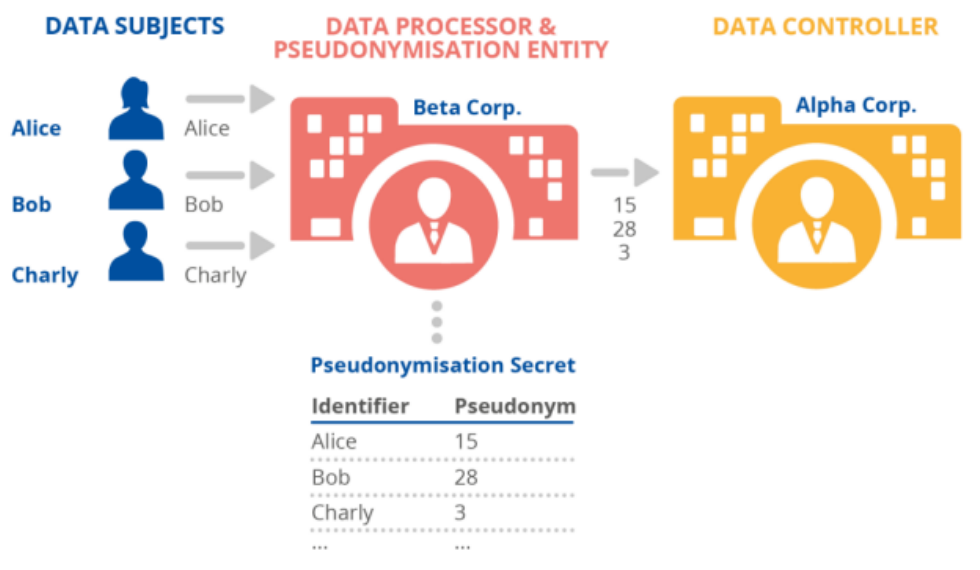 DATA SUBJECTS
DATA PROCESSOR &
PSEUDONYMISATION ENTITY
DATA CONTROLLER
Beta Corp.
Alpha Corp.
Alice
Alice
Bob
Bob
Charly
Charly
15
28
3
Pseudonymisation Secret
Identifier Pseudonym
Alice 15
Bob 28
Charly 3
... ...